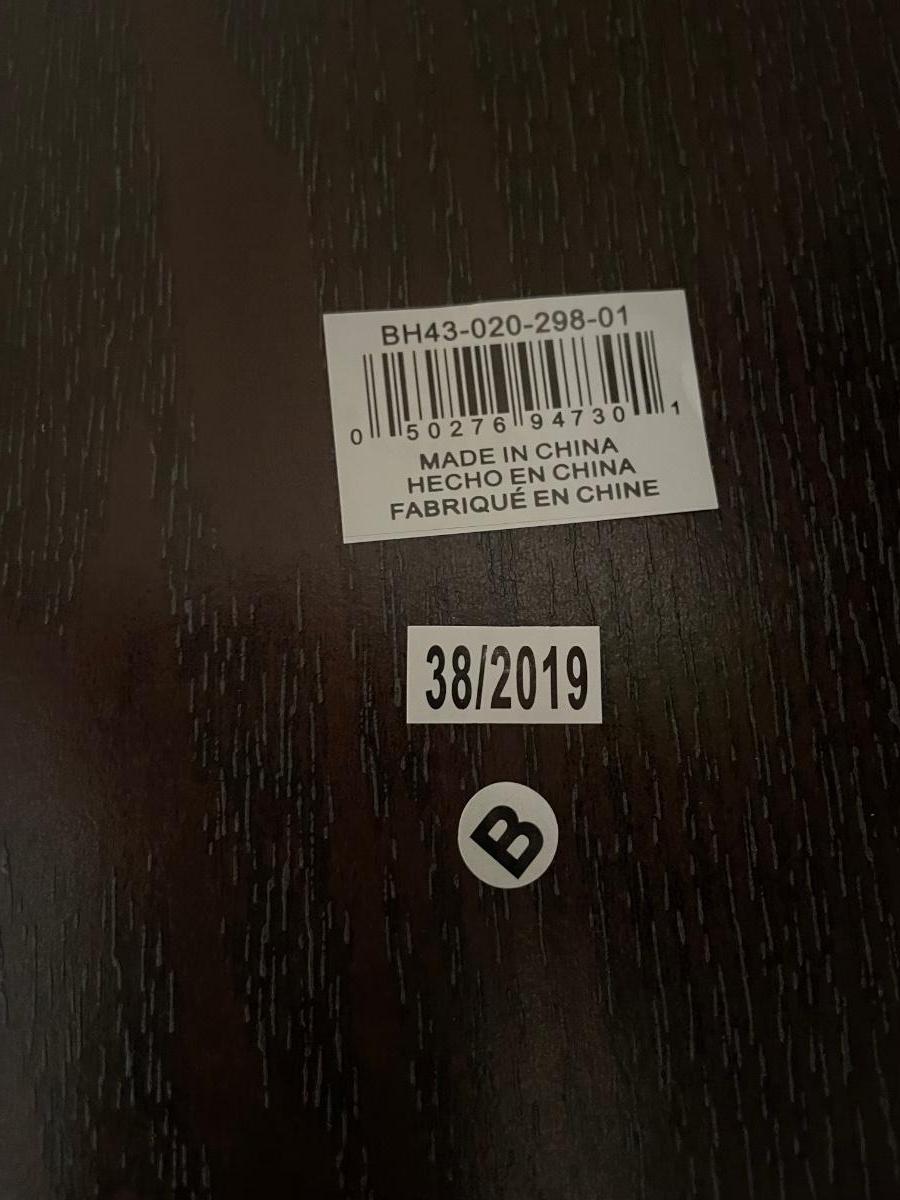 BH43-020-298-01
0 50276 94730 1
MADE IN CHINA
HECHO EN CHINA
FABRIQUÉ EN CHINE
38/2019
B